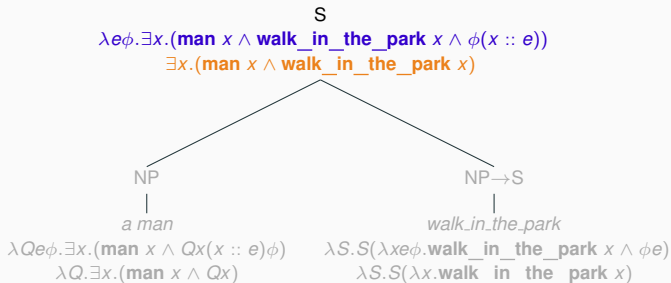 S
λeϕ.∃x.(man x ∧ walk_in_the_park x ∧ ϕ(x :: e))
∃x.(man x ∧ walk_in_the_park x)
NP NP→S
a man walk_in_the_park
λQeϕ.∃x.(man x ∧ Qx(x :: e)ϕ) λS.S(λxeϕ.walk_in_the_park x ∧ ϕe)
λQ.∃x.(man x ∧ Qx) λS.S(λx.walk_in_the_park x)